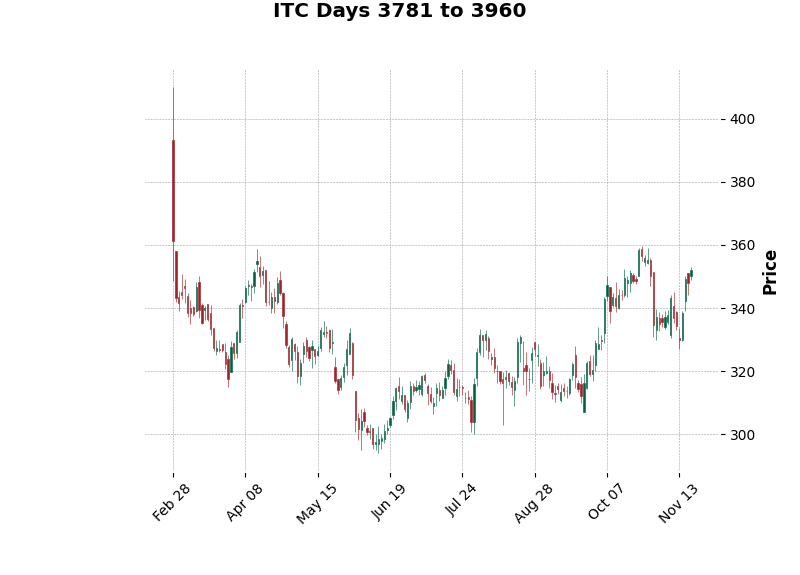 ITC Days 3781 to 3960
400
380
360
340
320
300
Price
Feb 28
Apr 08
May 15
Jun 19
Jul 24
Aug 28
Oct 07
Nov 13